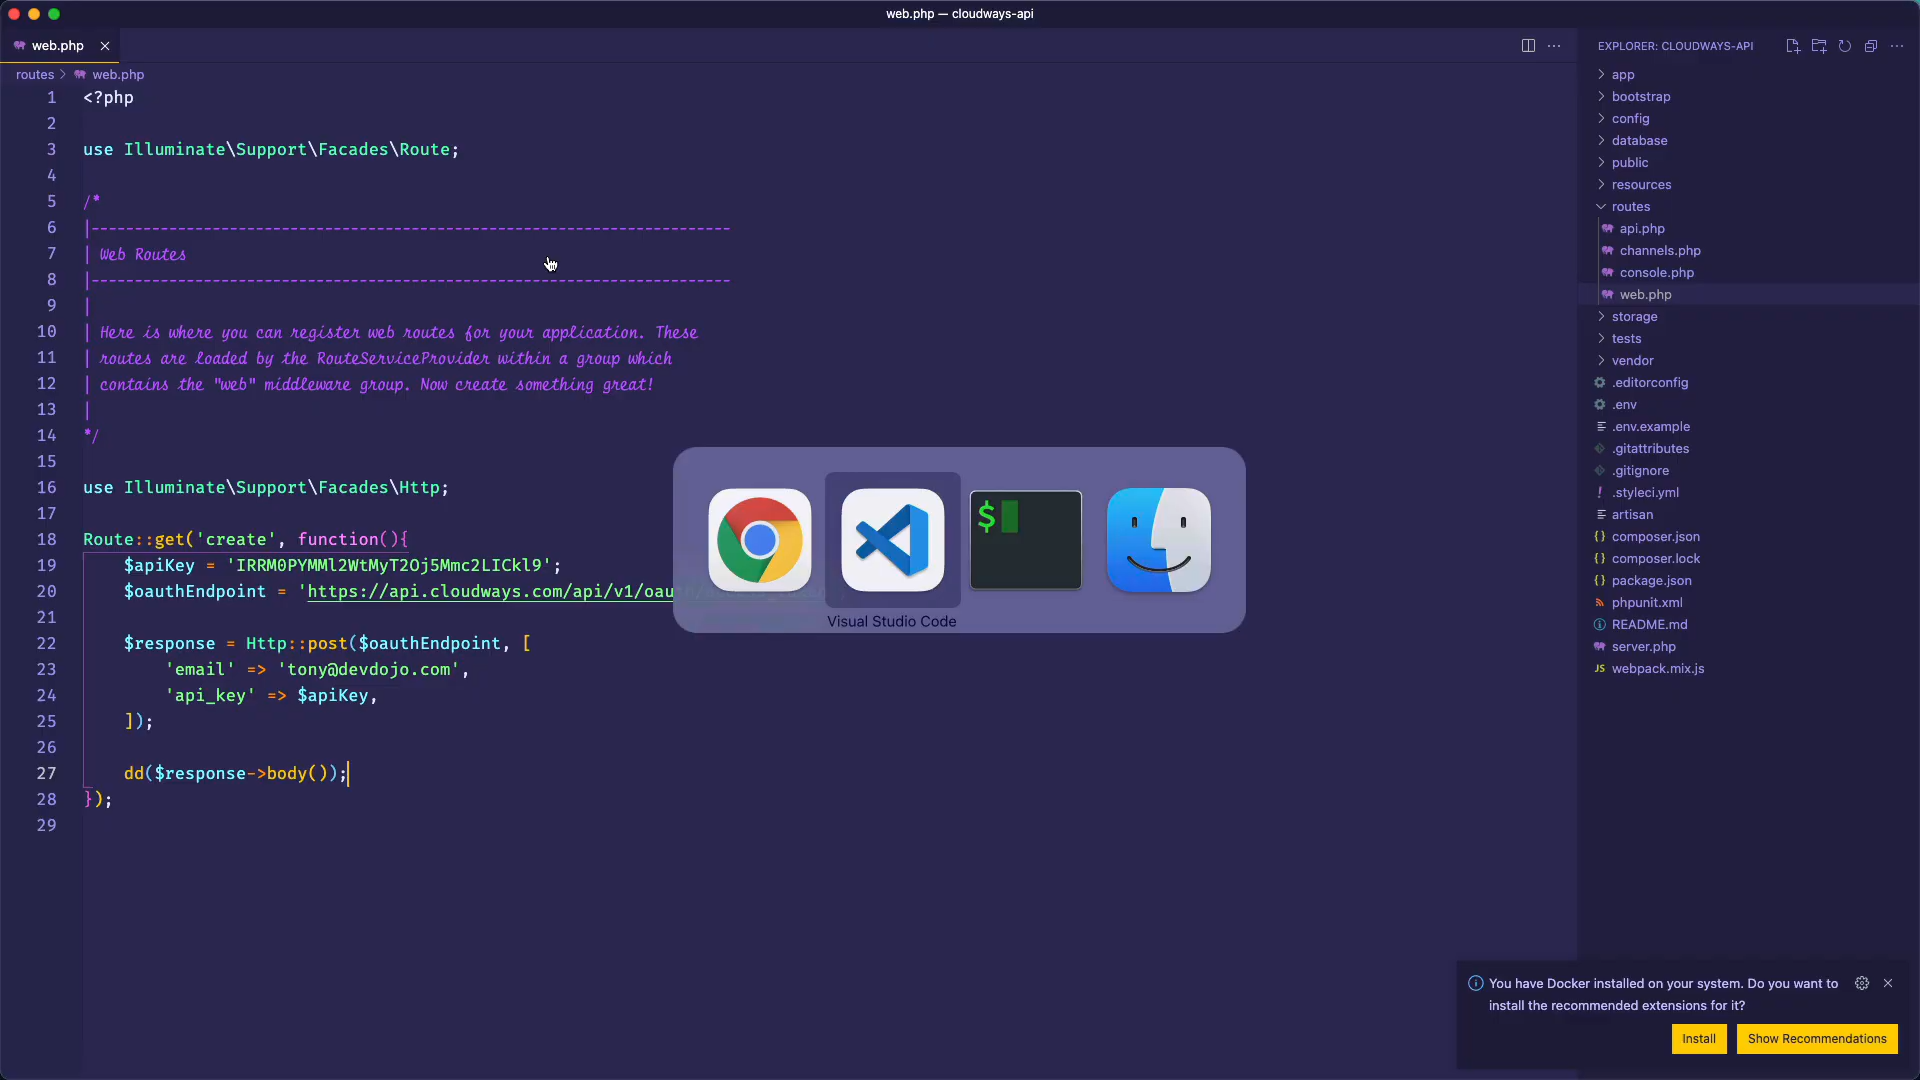 web.php — cloudways-api
web.php
routes > web.php
1 <?php
2
3 use Illuminate\Support\Facades\Route;
4
5 /*
6 |--------------------------------------------------------------------------
7 | Web Routes
8 |--------------------------------------------------------------------------
9 |
10 | Here is where you can register web routes for your application. These
11 | routes are loaded by the RouteServiceProvider within a group which
12 | contains the "web" middleware group. Now create something great!
13 |
14 */
15
16 use Illuminate\Support\Facades\Http;
17
18 Route::get('create', function(){
19 $apiKey = 'IRRM0PYMMl2WtMyT2Oj5Mmc2LICkl9';
20 $oauthEndpoint = 'https://api.cloudways.com/api/v1/oau
21
22 $response = Http::post($oauthEndpoint, [
23 'email' => 'tony@devdojo.com',
24 'api_key' => $apiKey,
25 ]);
26
27 dd($response->body());
28 });
29
$
Visual Studio Code
EXPLORER: CLOUDWAYS-API
app
bootstrap
config
database
public
resources
routes
api.php
channels.php
console.php
web.php
storage
tests
vendor
.editorconfig
.env
.env.example
.gitattributes
.gitignore
! .styleci.yml
artisan
{} composer.json
{} composer.lock
{} package.json
phpunit.xml
README.md
server.php
JS webpack.mix.js
You have Docker installed on your system. Do you want to
install the recommended extensions for it?
Install
Show Recommendations